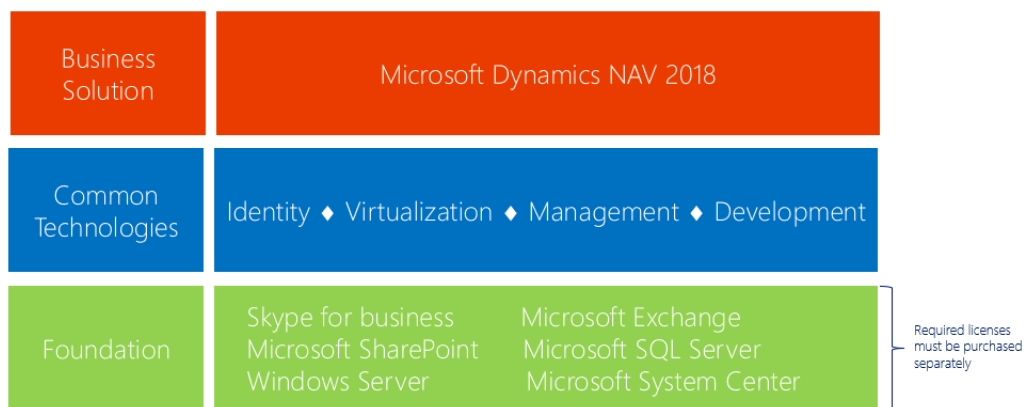 Business
Solution
Microsoft Dynamics NAV 2018
Common
Technologies
Identity ♦ Virtualization ♦ Management ♦ Development
Foundation
Skype for business Microsoft Exchange
Microsoft SharePoint Microsoft SQL Server
Windows Server Microsoft System Center
Required licenses
must be purchased
separately